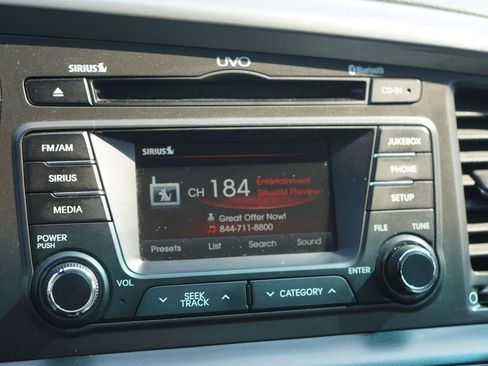 SIRIUS
UVO
Bluetooth
CD-IN
FM/AM
SIRIUS
MEDIA
POWER
PUSH
VOL
SIRIUS
CH 184
Entertainment
SiriusXM Preview
Great Offer Now!
844-711-8800
Presets List Search Sound
JUKEBOX
PHONE
SETUP
FILE TUNE
ENTER
SEEK
TRACK
CATEGORY